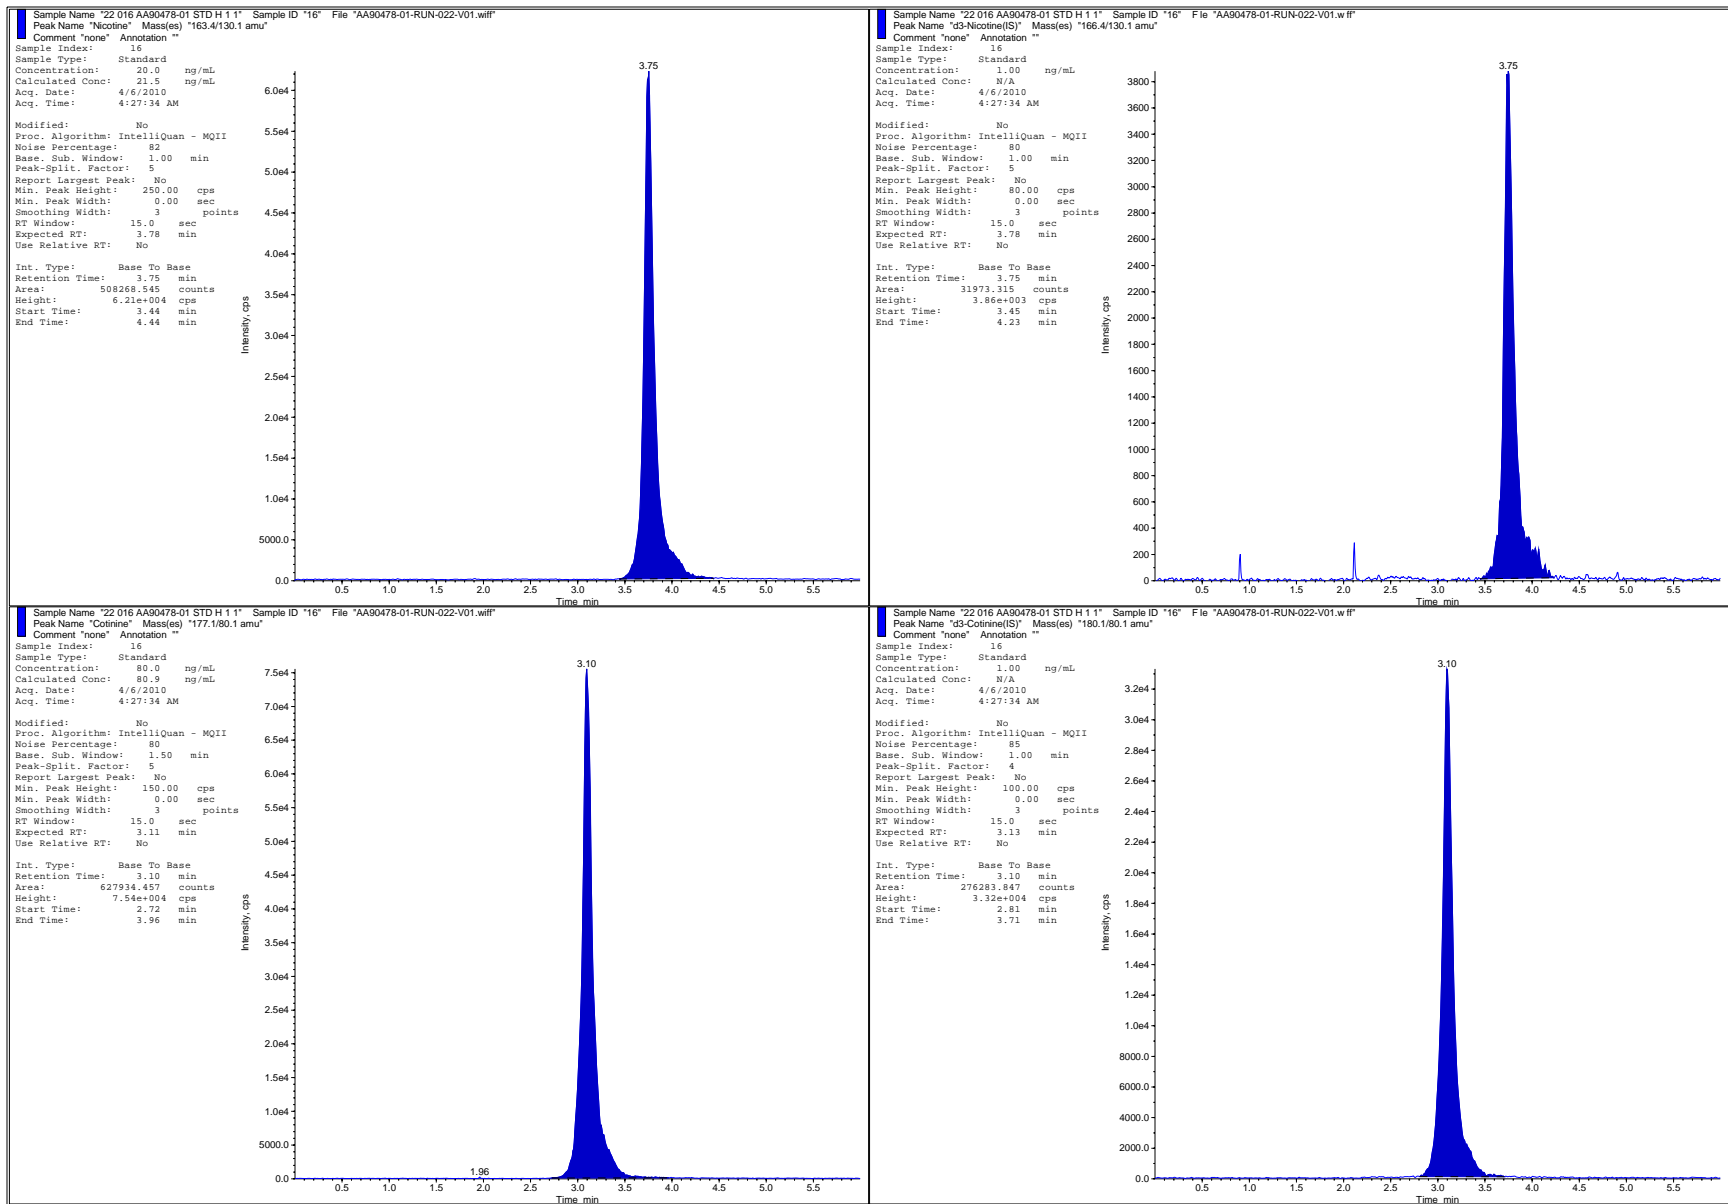 Sample Name "22 016 AA90478-01 STD H 1 1" Sample ID "16" File "AA90478-01-RUN-022-V01.wiff"
Peak Name "Nicotine" Mass(es) "163.4/130.1 amu"
Comment "none" Annotation ""
Sample Index: 16
Sample Type: Standard
Concentration: 20.0 ng/mL
Calculated Conc: 21.5 ng/mL
Acq. Date: 4/6/2010
Acq. Time: 4:27:34 AM
Modified: No
Proc. Algorithm: IntelliQuan - MQII
Noise Percentage: 82
Base. Sub. Window: 1.00 min
Peak-Split. Factor: 5
Report Largest Peak: No
Min. Peak Height: 250.00 cps
Min. Peak Width: 0.00 sec
Smoothing Width: 3 points
RT Window: 15.0 sec
Expected RT: 3.78 min
Use Relative RT: No
Int. Type: Base To Base
Retention Time: 3.75 min
Area: 508268.545 counts
Height: 6.21e+004 cps
Start Time: 3.44 min
End Time: 4.44 min
Intensity, cps
3.75
6.0e4
5.5e4
5.0e4
4.5e4
4.0e4
3.5e4
3.0e4
2.5e4
2.0e4
1.5e4
1.0e4
5000.0
0.0
0.5 1.0 1.5 2.0 2.5 3.0 3.5 4.0 4.5 5.0 5.5
Time min
Sample Name "22 016 AA90478-01 STD H 1 1" Sample ID "16" F le "AA90478-01-RUN-022-V01.w ff"
Peak Name "d3-Nicotine(IS)" Mass(es) "166.4/130.1 amu"
Comment "none" Annotation ""
Sample Index: 16
Sample Type: Standard
Concentration: 1.00 ng/mL
Calculated Conc: N/A
Acq. Date: 4/6/2010
Acq. Time: 4:27:34 AM
Modified: No
Proc. Algorithm: IntelliQuan - MQII
Noise Percentage: 80
Base. Sub. Window: 1.00 min
Peak-Split. Factor: 5
Report Largest Peak: No
Min. Peak Height: 80.00 cps
Min. Peak Width: 0.00 sec
Smoothing Width: 3 points
RT Window: 15.0 sec
Expected RT: 3.78 min
Use Relative RT: No
Int. Type: Base To Base
Retention Time: 3.75 min
Area: 31973.315 counts
Height: 3.86e+003 cps
Start Time: 3.45 min
End Time: 4.23 min
Intensity, cps
3.75
3800
3600
3400
3200
3000
2800
2600
2400
2200
2000
1800
1600
1400
1200
1000
800
600
400
200
0
0.5 1.0 1.5 2.0 2.5 3.0 3.5 4.0 4.5 5.0 5.5
Time min
Sample Name "22 016 AA90478-01 STD H 1 1" Sample ID "16" File "AA90478-01-RUN-022-V01.wiff"
Peak Name "Cotinine" Mass(es) "177.1/80.1 amu"
Comment "none" Annotation ""
Sample Index: 16
Sample Type: Standard
Concentration: 80.0 ng/mL
Calculated Conc: 80.9 ng/mL
Acq. Date: 4/6/2010
Acq. Time: 4:27:34 AM
Modified: No
Proc. Algorithm: IntelliQuan - MQII
Noise Percentage: 80
Base. Sub. Window: 1.50 min
Peak-Split. Factor: 5
Report Largest Peak: No
Min. Peak Height: 150.00 cps
Min. Peak Width: 0.00 sec
Smoothing Width: 3 points
RT Window: 15.0 sec
Expected RT: 3.11 min
Use Relative RT: No
Int. Type: Base To Base
Retention Time: 3.10 min
Area: 627934.457 counts
Height: 7.54e+004 cps
Start Time: 2.72 min
End Time: 3.96 min
Intensity, cps
3.10
7.5e4
7.0e4
6.5e4
6.0e4
5.5e4
5.0e4
4.5e4
4.0e4
3.5e4
3.0e4
2.5e4
2.0e4
1.5e4
1.0e4
5000.0
0.0
1.96
0.5 1.0 1.5 2.0 2.5 3.0 3.5 4.0 4.5 5.0 5.5
Time min
Sample Name "22 016 AA90478-01 STD H 1 1" Sample ID "16" F le "AA90478-01-RUN-022-V01.w ff"
Peak Name "d3-Cotinine(IS)" Mass(es) "180.1/80.1 amu"
Comment "none" Annotation ""
Sample Index: 16
Sample Type: Standard
Concentration: 1.00 ng/mL
Calculated Conc: N/A
Acq. Date: 4/6/2010
Acq. Time: 4:27:34 AM
Modified: No
Proc. Algorithm: IntelliQuan - MQII
Noise Percentage: 85
Base. Sub. Window: 1.00 min
Peak-Split. Factor: 4
Report Largest Peak: No
Min. Peak Height: 100.00 cps
Min. Peak Width: 0.00 sec
Smoothing Width: 3 points
RT Window: 15.0 sec
Expected RT: 3.13 min
Use Relative RT: No
Int. Type: Base To Base
Retention Time: 3.10 min
Area: 276283.847 counts
Height: 3.32e+004 cps
Start Time: 2.81 min
End Time: 3.71 min
Intensity, cps
3.10
3.2e4
3.0e4
2.8e4
2.6e4
2.4e4
2.2e4
2.0e4
1.8e4
1.6e4
1.4e4
1.2e4
1.0e4
8000.0
6000.0
4000.0
2000.0
0.0
0.5 1.0 1.5 2.0 2.5 3.0 3.5 4.0 4.5 5.0 5.5
Time min